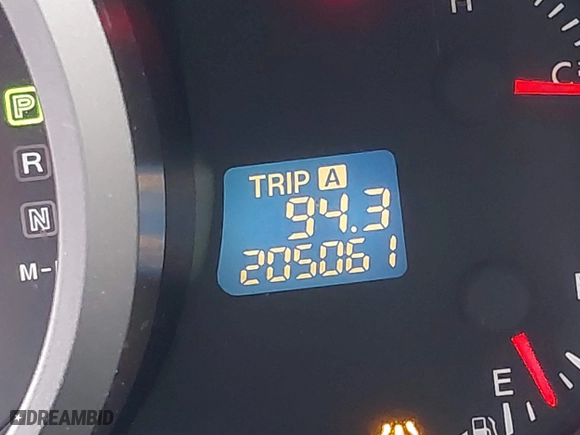 H
C
P
R
N
M-
TRIP A
94.3
205061
E
DREAMBID